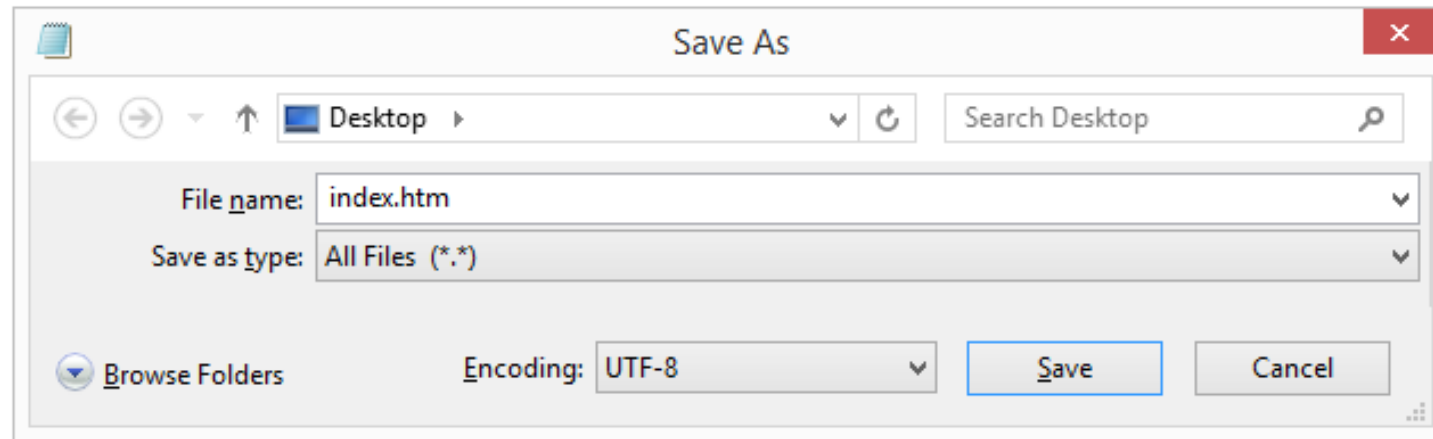 Save As
Desktop
Search Desktop
File name: index.htm
Save as type: All Files (*.*)
Browse Folders
Encoding: UTF-8
Save
Cancel